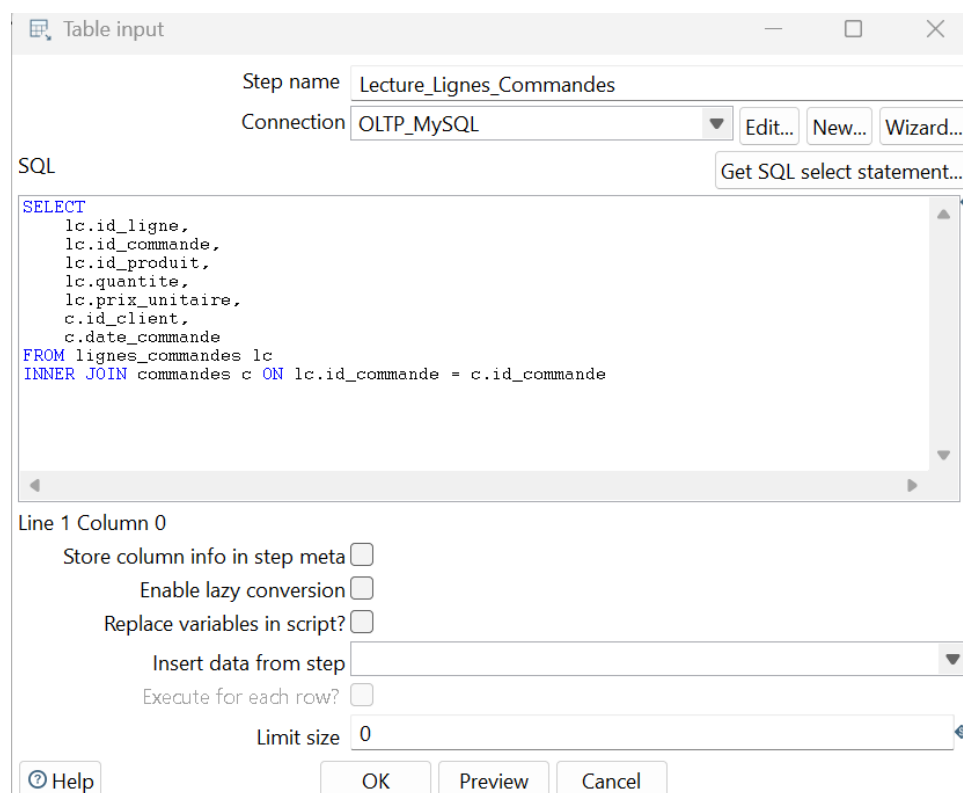 Table input
Step name Lecture_Lignes_Commandes
Connection OLTP_MySQL Edit... New... Wizard...
SQL Get SQL select statement...
SELECT
    lc.id_ligne,
    lc.id_commande,
    lc.id_produit,
    lc.quantite,
    lc.prix_unitaire,
    c.id_client,
    c.date_commande
FROM lignes_commandes lc
INNER JOIN commandes c ON lc.id_commande = c.id_commande
Line 1 Column 0
Store column info in step meta
Enable lazy conversion
Replace variables in script?
Insert data from step
Execute for each row?
Limit size 0
Help OK Preview Cancel